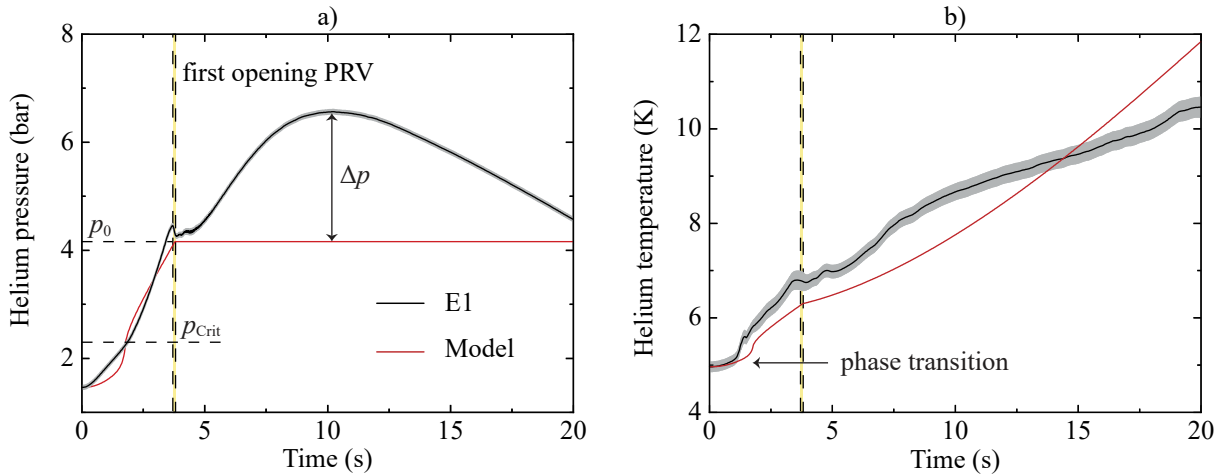 a)
8
6
4
2
Helium pressure (bar)
first opening PRV
Δp
p0
pCrit
E1
Model
0
5
10
15
20
Time (s)
b)
12
10
8
6
4
Helium temperature (K)
phase transition
0
5
10
15
20
Time (s)